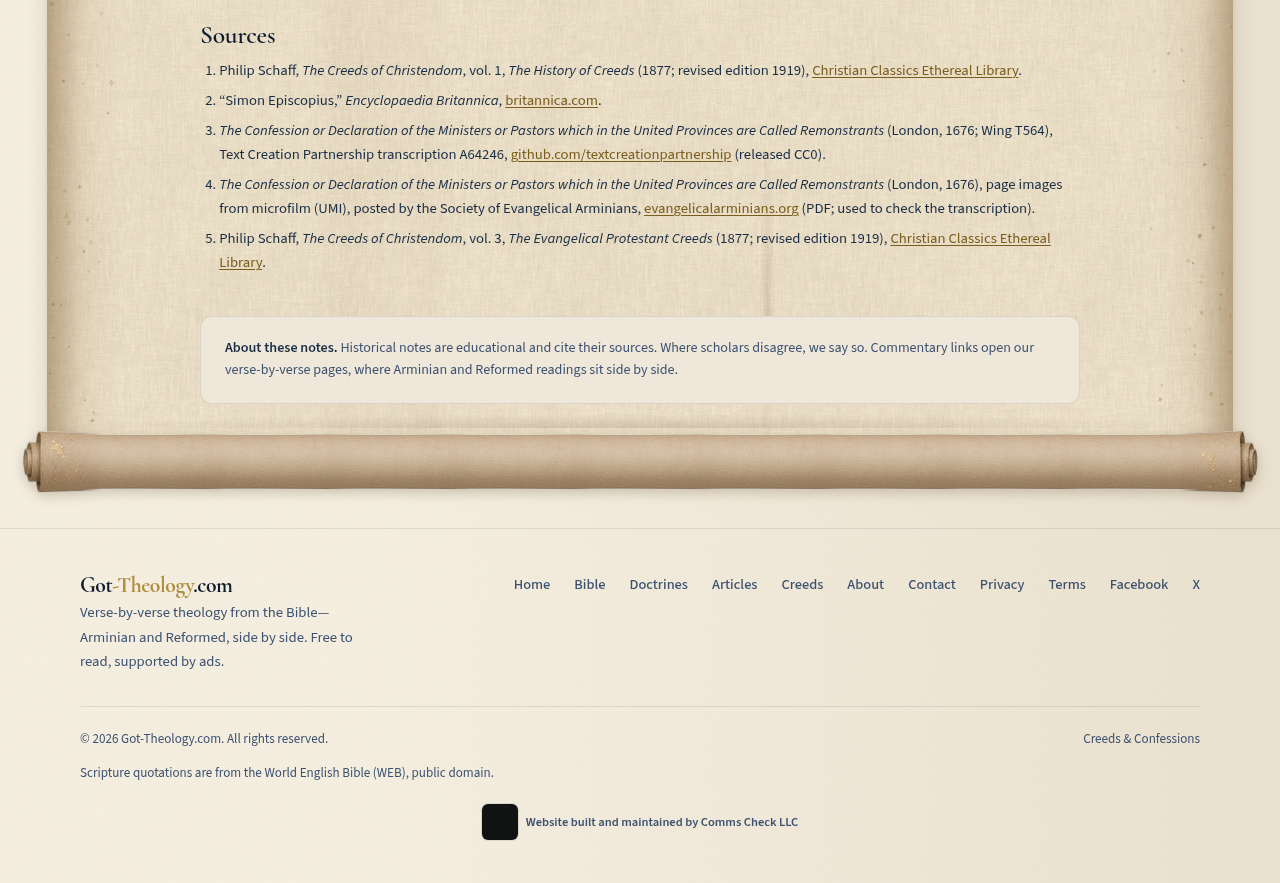 Sources
1. Philip Schaff, The Creeds of Christendom, vol. 1, The History of Creeds (1877; revised edition 1919), Christian Classics Ethereal Library.
2. “Simon Episcopius,” Encyclopaedia Britannica, britannica.com.
3. The Confession or Declaration of the Ministers or Pastors which in the United Provinces are Called Remonstrants (London, 1676; Wing T564),
Text Creation Partnership transcription A64246, github.com/textcreationpartnership (released CC0).
4. The Confession or Declaration of the Ministers or Pastors which in the United Provinces are Called Remonstrants (London, 1676), page images
from microfilm (UMI), posted by the Society of Evangelical Arminians, evangelicalarminians.org (PDF; used to check the transcription).
5. Philip Schaff, The Creeds of Christendom, vol. 3, The Evangelical Protestant Creeds (1877; revised edition 1919), Christian Classics Ethereal
Library.
About these notes. Historical notes are educational and cite their sources. Where scholars disagree, we say so. Commentary links open our
verse-by-verse pages, where Arminian and Reformed readings sit side by side.
Got-Theology.com
Verse-by-verse theology from the Bible—
Arminian and Reformed, side by side. Free to
read, supported by ads.
Home Bible Doctrines Articles Creeds About Contact Privacy Terms Facebook X
© 2026 Got-Theology.com. All rights reserved.
Creeds & Confessions
Scripture quotations are from the World English Bible (WEB), public domain.
Website built and maintained by Comms Check LLC